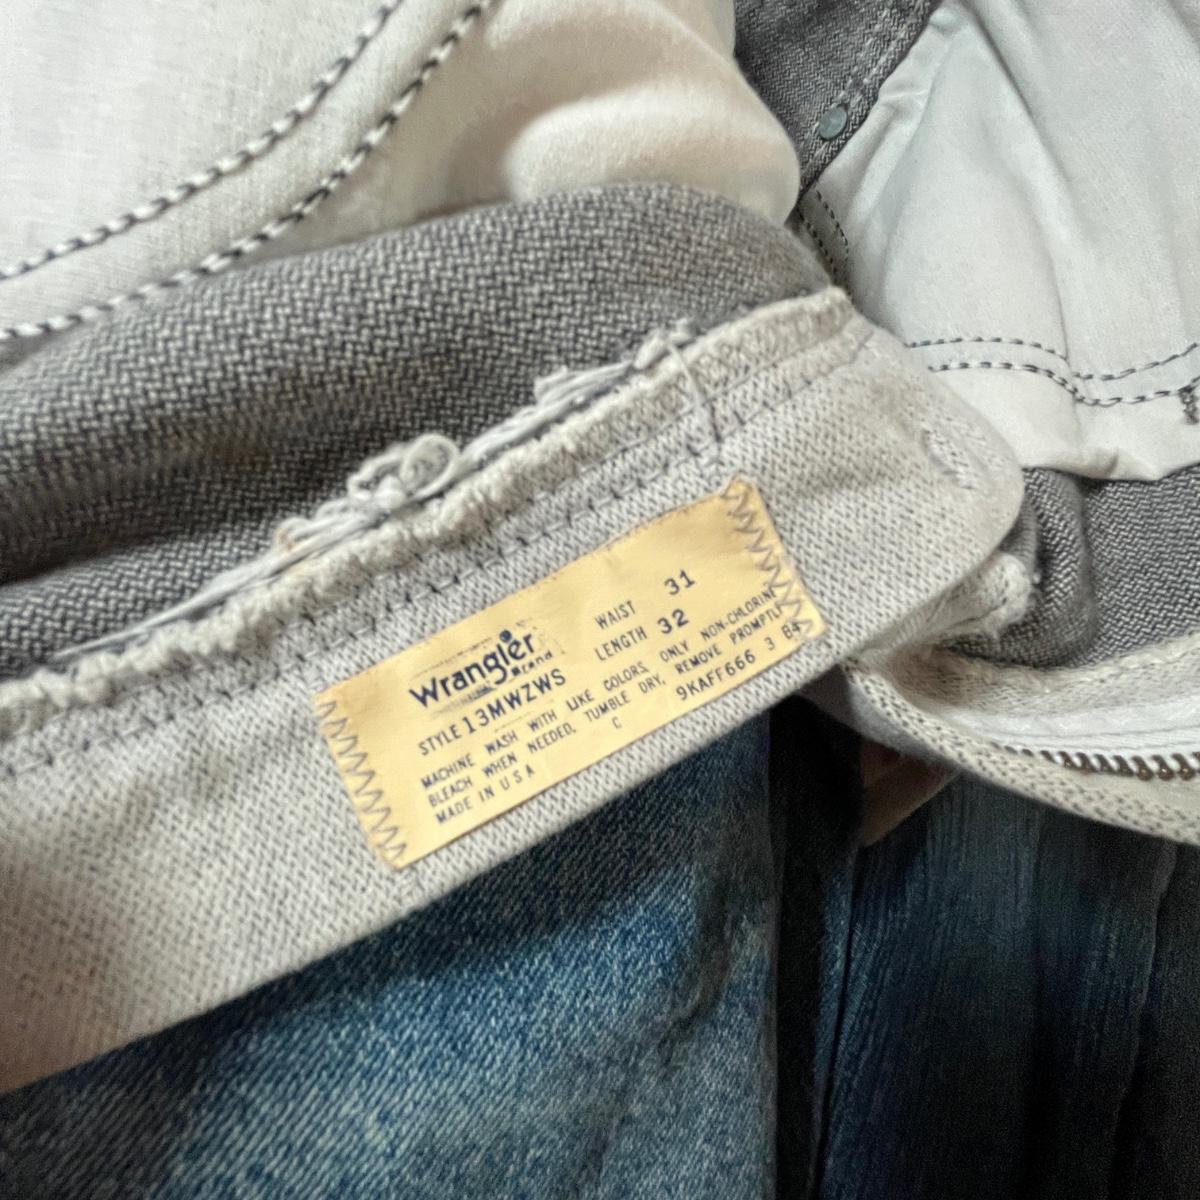 Wrangler
Brand
WAIST 31
STYLE 13MWZWS LENGTH 32
MACHINE WASH WITH LIKE COLORS, ONLY NON-CHLORINE
BLEACH WHEN NEEDED, TUMBLE DRY, REMOVE PROMPTLY
MADE IN U S A C 9KAFF666 3 84